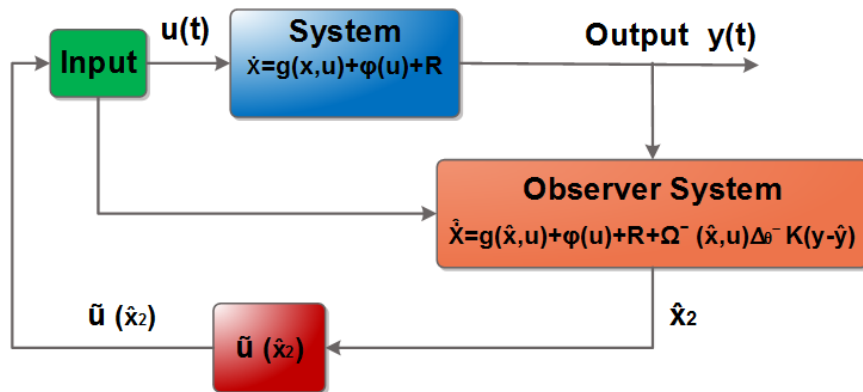 u(t)
Input
System
ẋ=g(x,u)+φ(u)+R
Output y(t)
Observer System
Ẋ̂=g(x̂,u)+φ(u)+R+Ω⁻ (x̂,u)Δθ⁻ K(y-ŷ)
ũ (x̂₂)
ũ (x̂₂)
x̂₂